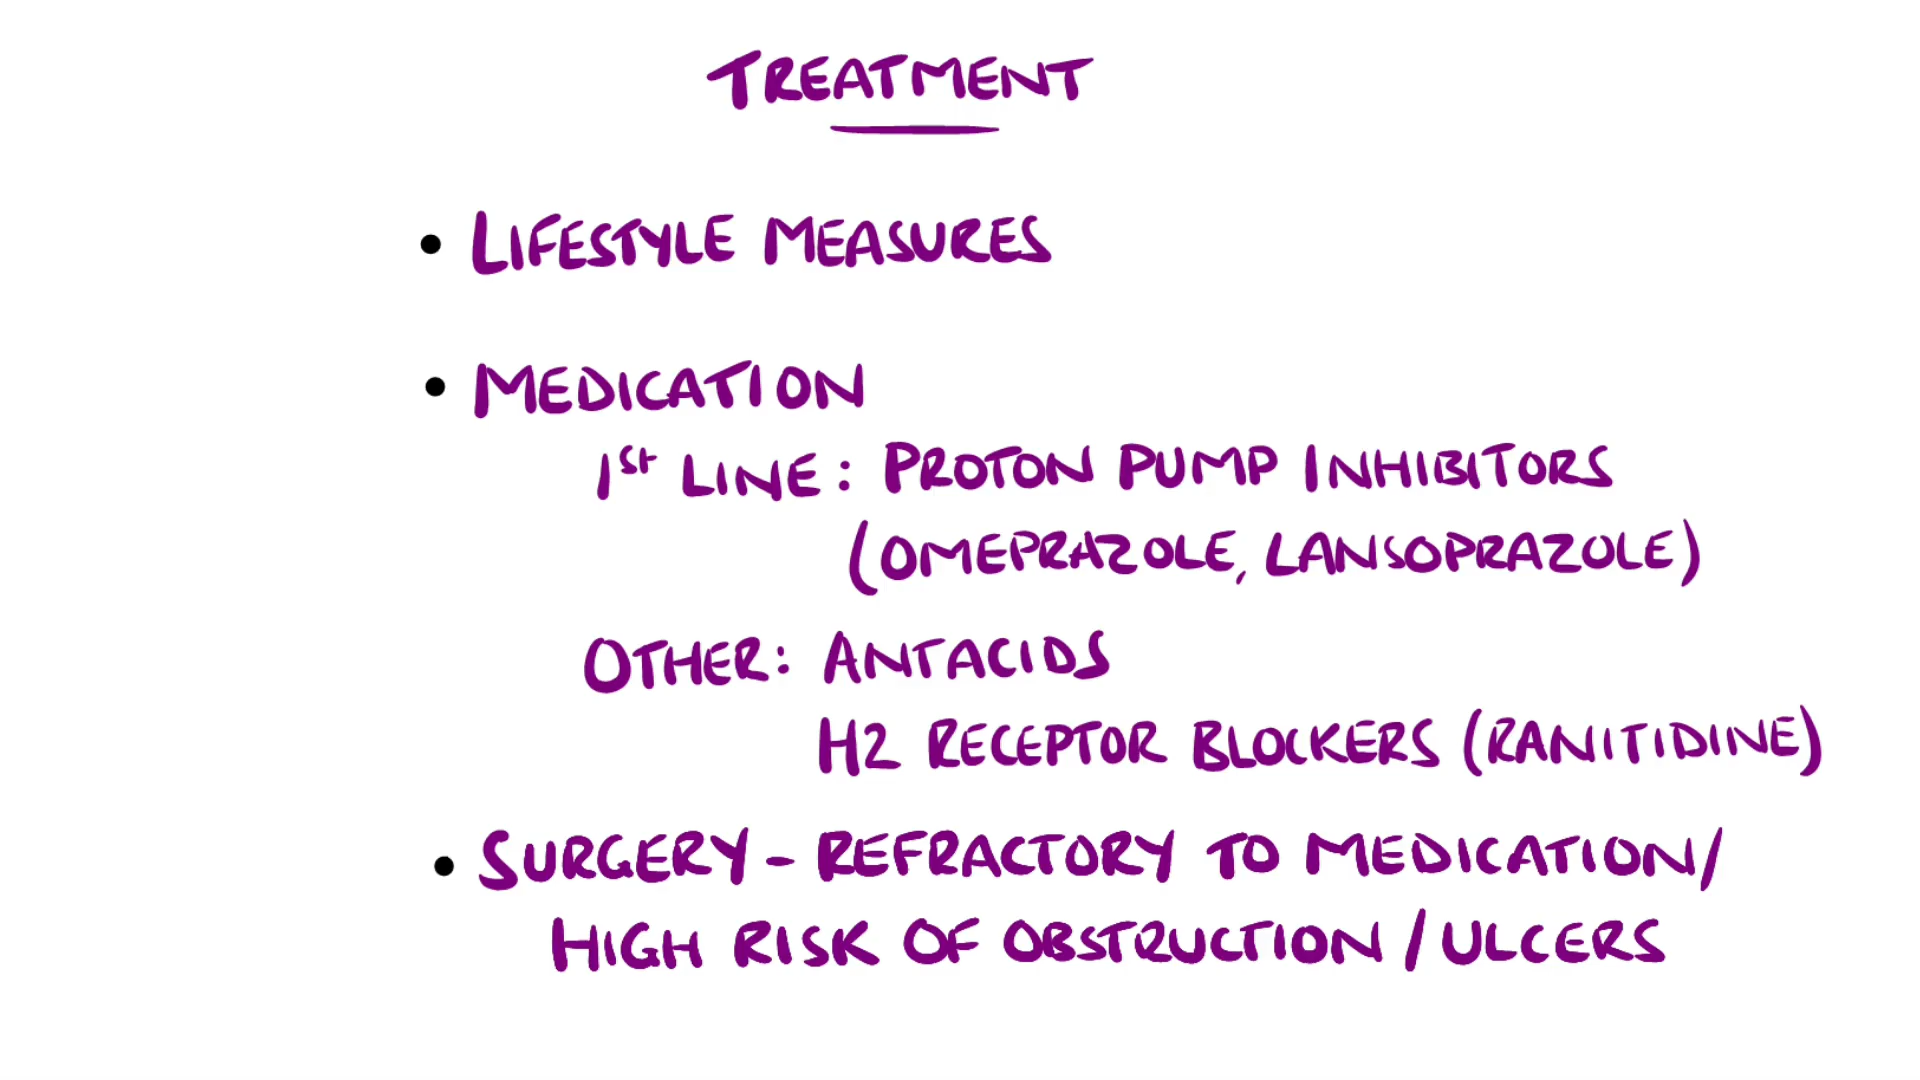 TREATMENT
• LIFESTYLE MEASURES
• MEDICATION
1st LINE: PROTON PUMP INHIBITORS
(OMEPRAZOLE, LANSOPRAZOLE)
OTHER: ANTACIDS
H2 RECEPTOR BLOCKERS (RANITIDINE)
• SURGERY - REFRACTORY TO MEDICATION/
HIGH RISK OF OBSTRUCTION/ULCERS